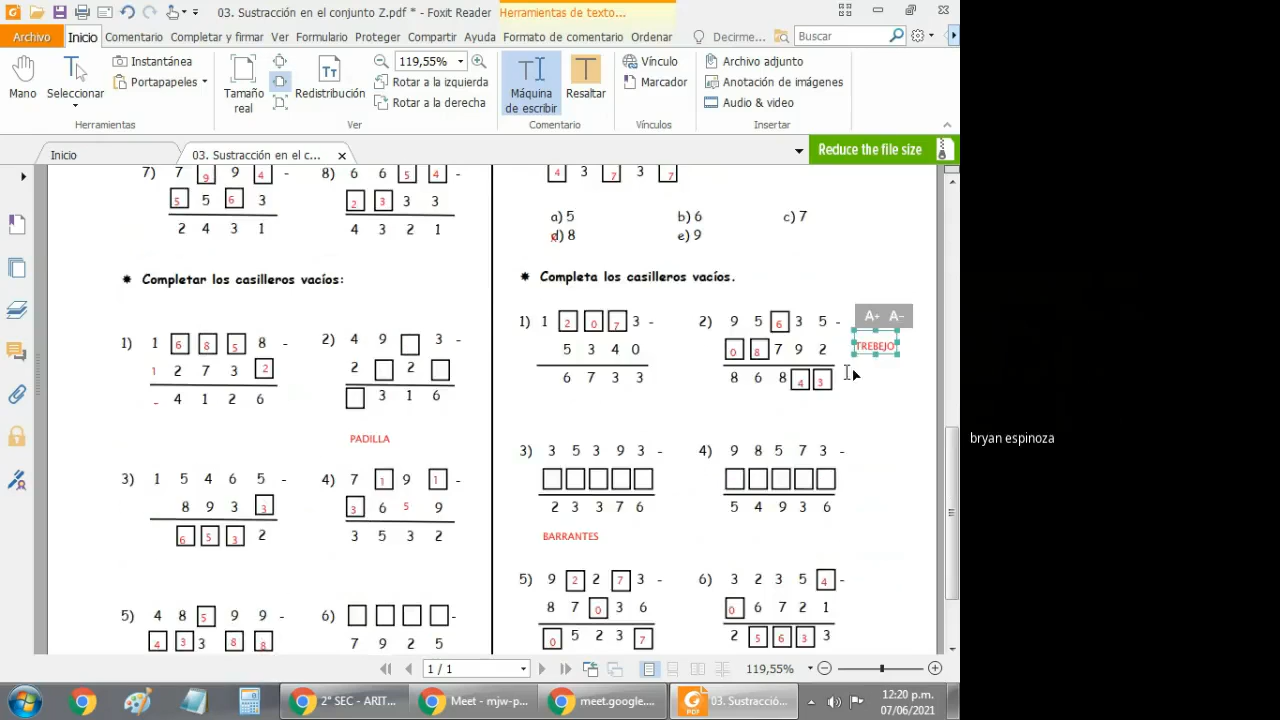 03. Sustracción en el conjunto Z.pdf * - Foxit Reader
Herramientas de texto...
Archivo Inicio Comentario Completar y firmar Ver Formulario Proteger Compartir Ayuda Formato de comentario Ordenar Decirme... Buscar
Mano
Seleccionar
Instantánea
Portapapeles
Herramientas
Tamaño real
Redistribución
119,55%
Rotar a la izquierda
Rotar a la derecha
Ver
Máquina de escribir
Resaltar
Comentario
Vínculo
Marcador
Vínculos
Archivo adjunto
Anotación de imágenes
Audio & video
Insertar
Inicio
03. Sustracción en el c...
Reduce the file size
7) 7 9 9 4 -
5 5 6 3
2 4 3 1
8) 6 6 5 4 -
2 3 3 3
4 3 2 1
Completar los casilleros vacíos:
1) 1 6 8 5 8 -
1 2 7 3 2
- 4 1 2 6
2) 4 9 3 -
2 2
3 1 6
PADILLA
3) 1 5 4 6 5 -
8 9 3 3
6 5 3 2
4) 7 1 9 1 -
3 6 5 9
3 5 3 2
5) 4 8 5 9 9 -
4 3 3 8 8
6) -
7 9 2 5
4 3 7 3 7
a) 5 b) 6 c) 7
d) 8 e) 9
x
Completa los casilleros vacíos.
1) 1 2 0 7 3 -
5 3 4 0
6 7 3 3
2) 9 5 6 3 5 -
0 8 7 9 2
8 6 8 4 3
A+ A-
TREBEJO
3) 3 5 3 9 3 -
2 3 3 7 6
4) 9 8 5 7 3 -
5 4 9 3 6
BARRANTES
5) 9 2 2 7 3 -
8 7 0 3 6
0 5 2 3 7
6) 3 2 3 5 4 -
0 6 7 2 1
2 5 6 3 3
bryan espinoza
1 / 1
119,55%
2° SEC - ARIT...
Meet - mjw-p...
meet.google....
03. Sustracció...
12:20 p.m.
07/06/2021